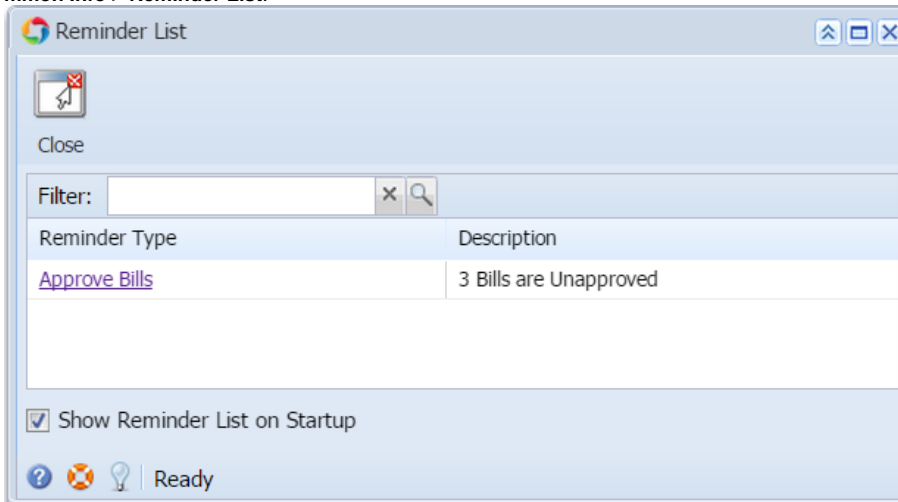 Reminder List
Close
Filter:
Reminder Type Description
Approve Bills 3 Bills are Unapproved
Show Reminder List on Startup
Ready